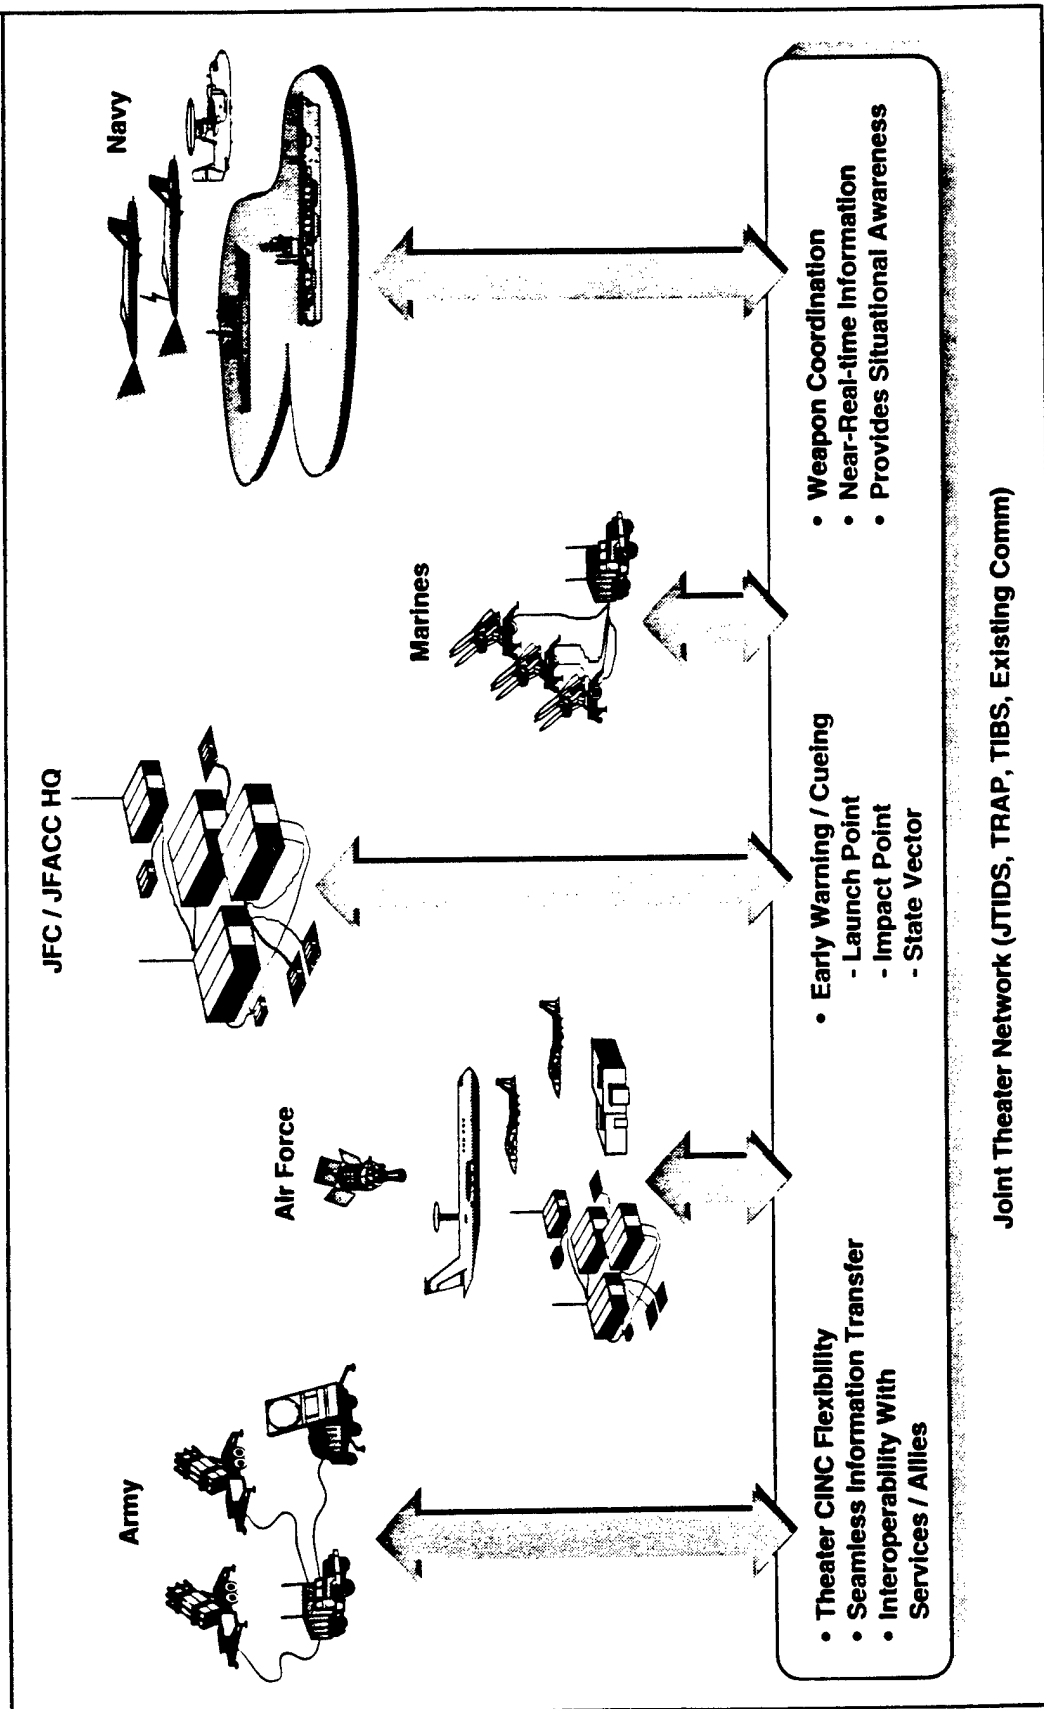 JFC / JFACC HQ
Army
Air Force
Marines
Navy
• Theater CINC Flexibility
• Seamless Information Transfer
• Interoperability With
Services / Allies
• Early Warning / Cueing
- Launch Point
- Impact Point
- State Vector
• Weapon Coordination
• Near-Real-time Information
• Provides Situational Awareness
Joint Theater Network (JTIDS, TRAP, TIBS, Existing Comm)